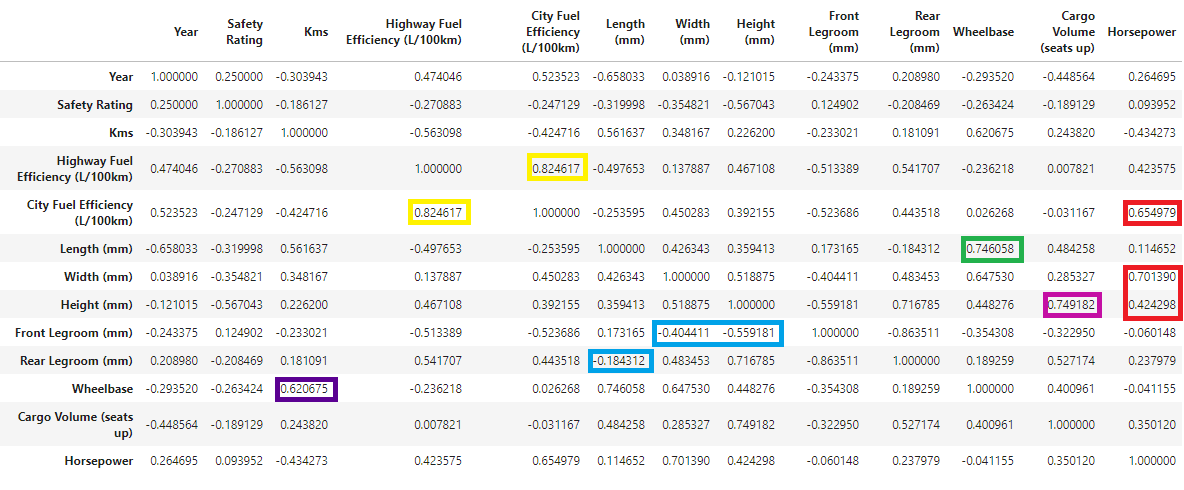 Year Safety Rating Kms Highway Fuel Efficiency (L/100km) City Fuel Efficiency (L/100km) Length (mm) Width (mm) Height (mm) Front Legroom (mm) Rear Legroom (mm) Wheelbase Cargo Volume (seats up) Horsepower
Year 1.000000 0.250000 -0.303943 0.474046 0.523523 -0.658033 0.038916 -0.121015 -0.243375 0.208980 -0.293520 -0.448564 0.264695
Safety Rating 0.250000 1.000000 -0.186127 -0.270883 -0.247129 -0.319998 -0.354821 -0.567043 0.124902 -0.208469 -0.263424 -0.189129 0.093952
Kms -0.303943 -0.186127 1.000000 -0.563098 -0.424716 0.561637 0.348167 0.226200 -0.233021 0.181091 0.620675 0.243820 -0.434273
Highway Fuel Efficiency (L/100km) 0.474046 -0.270883 -0.563098 1.000000 0.824617 -0.497653 0.137887 0.467108 -0.513389 0.541707 -0.236218 0.007821 0.423575
City Fuel Efficiency (L/100km) 0.523523 -0.247129 -0.424716 0.824617 1.000000 -0.253595 0.450283 0.392155 -0.523686 0.443518 0.026268 -0.031167 0.654979
Length (mm) -0.658033 -0.319998 0.561637 -0.497653 -0.253595 1.000000 0.426343 0.359413 0.173165 -0.184312 0.746058 0.484258 0.114652
Width (mm) 0.038916 -0.354821 0.348167 0.137887 0.450283 0.426343 1.000000 0.518875 -0.404411 0.483453 0.647530 0.285327 0.701390
Height (mm) -0.121015 -0.567043 0.226200 0.467108 0.392155 0.359413 0.518875 1.000000 -0.559181 0.716785 0.448276 0.749182 0.424298
Front Legroom (mm) -0.243375 0.124902 -0.233021 -0.513389 -0.523686 0.173165 -0.404411 -0.559181 1.000000 -0.863511 -0.354308 -0.322950 -0.060148
Rear Legroom (mm) 0.208980 -0.208469 0.181091 0.541707 0.443518 -0.184312 0.483453 0.716785 -0.863511 1.000000 0.189259 0.527174 0.237979
Wheelbase -0.293520 -0.263424 0.620675 -0.236218 0.026268 0.746058 0.647530 0.448276 -0.354308 0.189259 1.000000 0.400961 -0.041155
Cargo Volume (seats up) -0.448564 -0.189129 0.243820 0.007821 -0.031167 0.484258 0.285327 0.749182 -0.322950 0.527174 0.400961 1.000000 0.350120
Horsepower 0.264695 0.093952 -0.434273 0.423575 0.654979 0.114652 0.701390 0.424298 -0.060148 0.237979 -0.041155 0.350120 1.000000